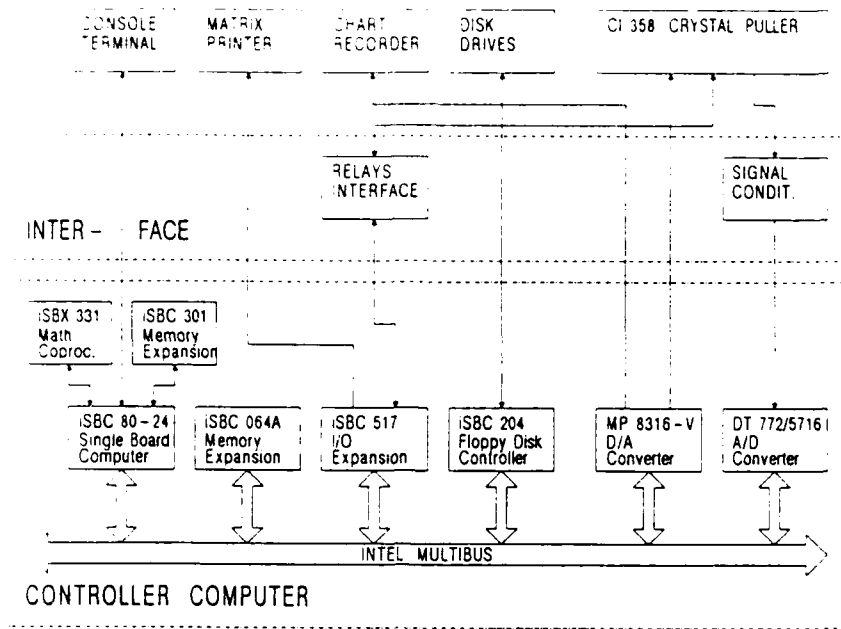 CONSOLE
TERMINAL
MATRIX
PRINTER
CHART
RECORDER
DISK
DRIVES
CI 358 CRYSTAL PULLER
RELAYS
INTERFACE
SIGNAL
CONDIT.
INTER- FACE
iSBX 331
Math
Coproc.
iSBC 301
Memory
Expansion
iSBC 80-24
Single Board
Computer
iSBC 064A
Memory
Expansion
iSBC 517
I/O
Expansion
iSBC 204
Floppy Disk
Controller
MP 8316-V
D/A
Converter
DT 772/5716
A/D
Converter
INTEL MULTIBUS
CONTROLLER COMPUTER